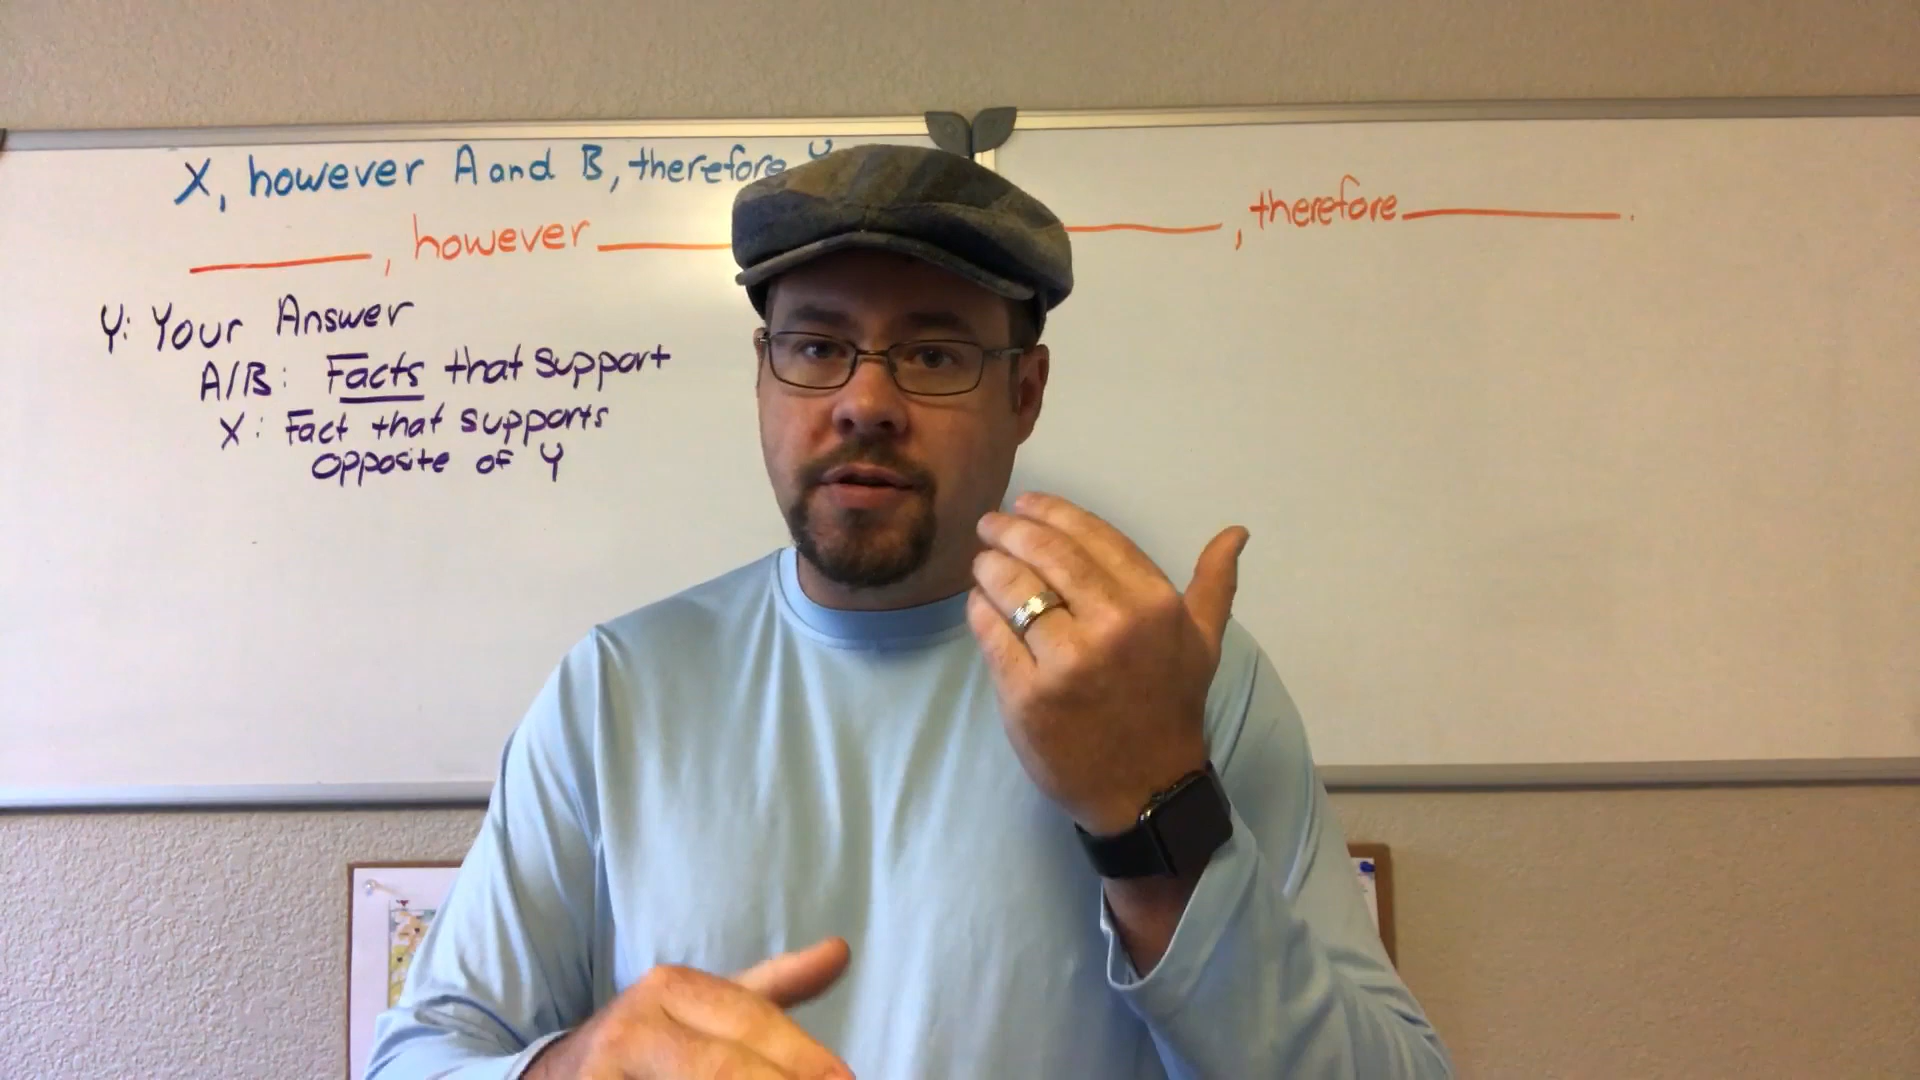 X, however A and B, therefore Y
, however , therefore .
Y: Your Answer
A/B: Facts that support
X: Fact that supports
opposite of Y